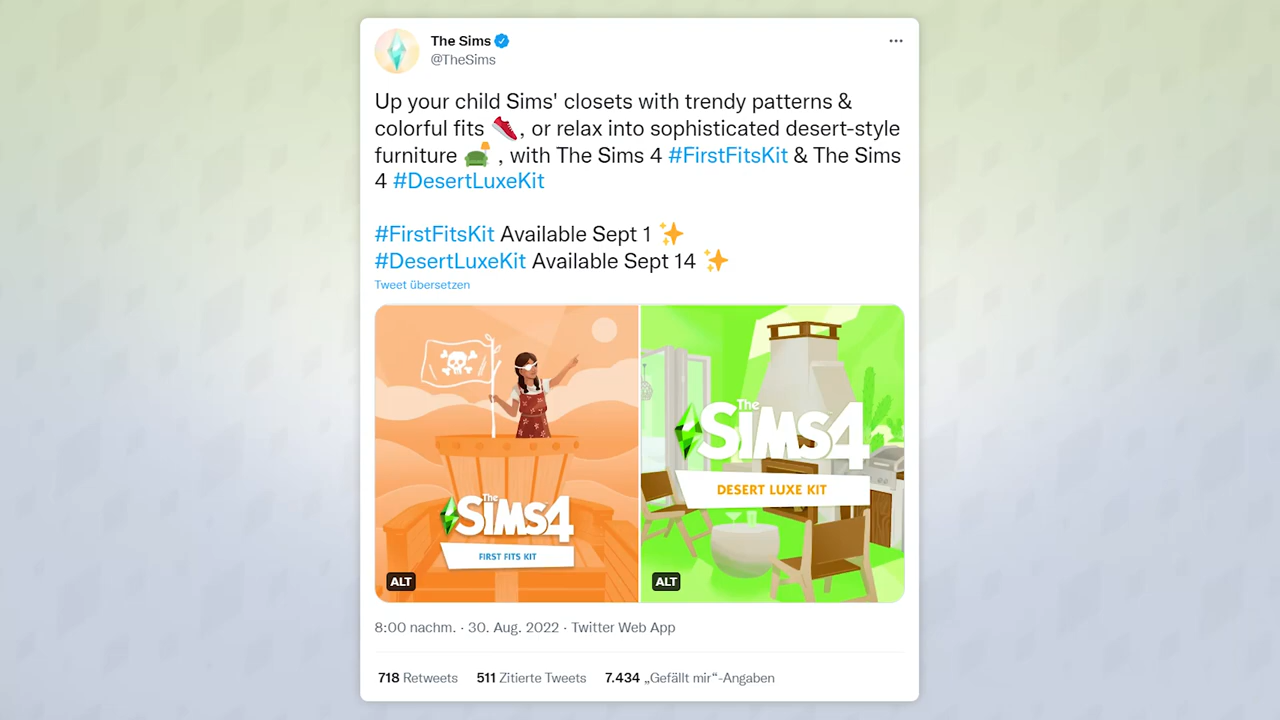 The Sims
@TheSims
Up your child Sims' closets with trendy patterns &
colorful fits 👟, or relax into sophisticated desert-style
furniture 🛋, with The Sims 4 #FirstFitsKit & The Sims
4 #DesertLuxeKit
#FirstFitsKit Available Sept 1 ✨
#DesertLuxeKit Available Sept 14 ✨
Tweet übersetzen
The
SIMS4
FIRST FITS KIT
ALT
The
SIMS4
DESERT LUXE KIT
ALT
8:00 nachm. · 30. Aug. 2022 · Twitter Web App
718 Retweets 511 Zitierte Tweets 7.434 „Gefällt mir“-Angaben